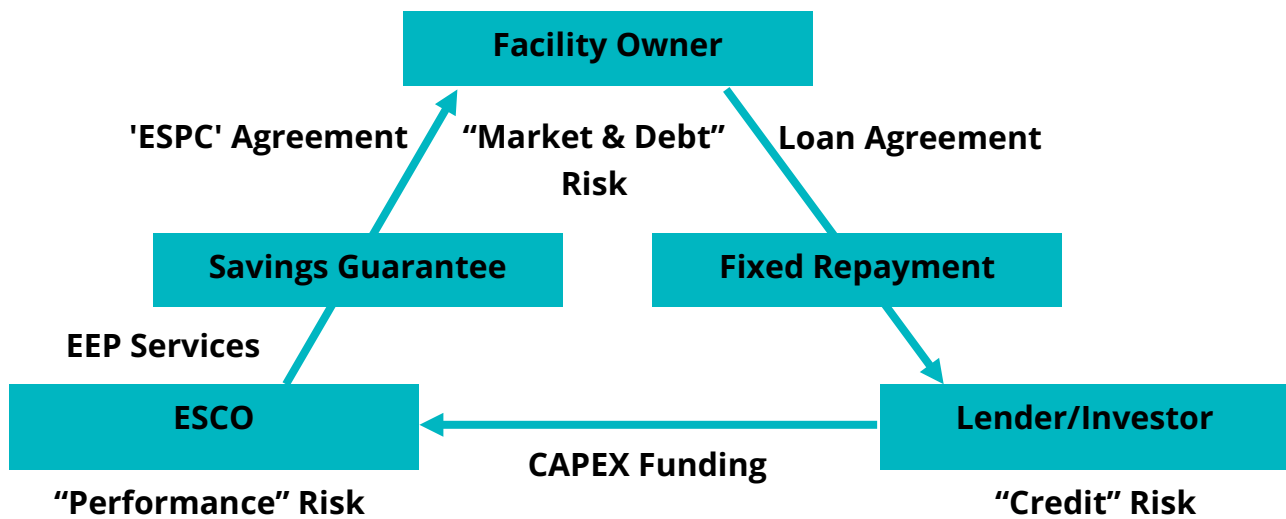 Facility Owner
'ESPC' Agreement
“Market & Debt”
Risk
Loan Agreement
Savings Guarantee
Fixed Repayment
EEP Services
ESCO
Lender/Investor
CAPEX Funding
“Performance” Risk
“Credit” Risk